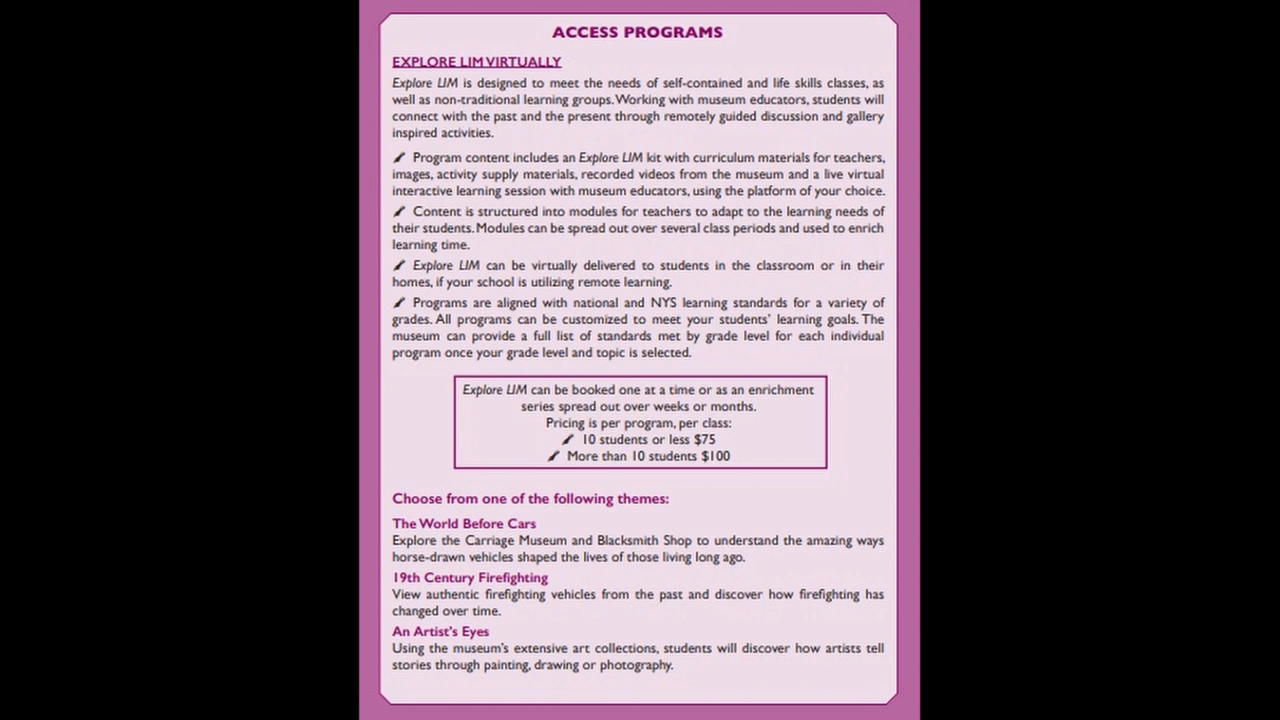 ACCESS PROGRAMS
EXPLORE LIM VIRTUALLY
Explore LIM is designed to meet the needs of self-contained and life skills classes, as
well as non-traditional learning groups. Working with museum educators, students will
connect with the past and the present through remotely guided discussion and gallery
inspired activities.
Program content includes an Explore LIM kit with curriculum materials for teachers,
images, activity supply materials, recorded videos from the museum and a live virtual
interactive learning session with museum educators, using the platform of your choice.
Content is structured into modules for teachers to adapt to the learning needs of
their students. Modules can be spread out over several class periods and used to enrich
learning time.
Explore LIM can be virtually delivered to students in the classroom or in their
homes, if your school is utilizing remote learning.
Programs are aligned with national and NYS learning standards for a variety of
grades. All programs can be customized to meet your students' learning goals. The
museum can provide a full list of standards met by grade level for each individual
program once your grade level and topic is selected.
Explore LIM can be booked one at a time or as an enrichment
series spread out over weeks or months.
Pricing is per program, per class:
10 students or less $75
More than 10 students $100
Choose from one of the following themes:
The World Before Cars
Explore the Carriage Museum and Blacksmith Shop to understand the amazing ways
horse-drawn vehicles shaped the lives of those living long ago.
19th Century Firefighting
View authentic firefighting vehicles from the past and discover how firefighting has
changed over time.
An Artist's Eyes
Using the museum's extensive art collections, students will discover how artists tell
stories through painting, drawing or photography.